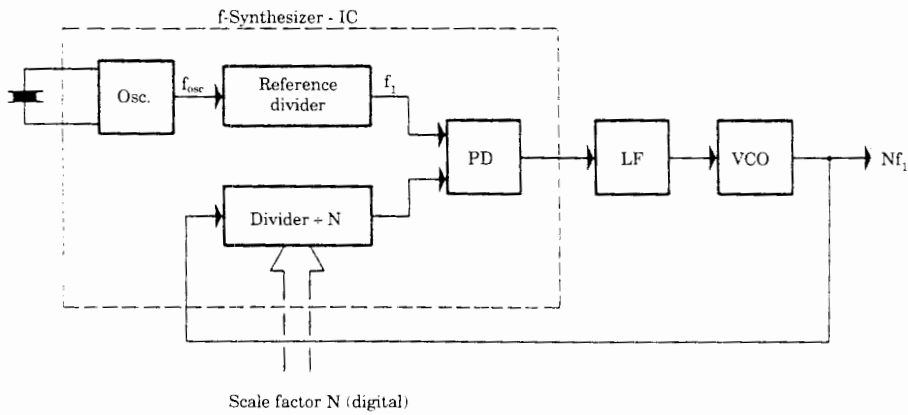 f-Synthesizer - IC
Osc.
fosc
Reference
divider
f1
PD
LF
VCO
Nf1
Divider ÷ N
Scale factor N (digital)